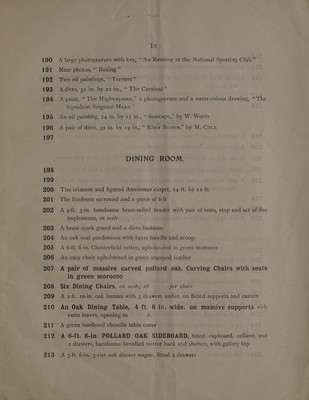 12
190 A large photogravure with key, "An Evening at the National Sporting Club"
191 Nine photos, "Boxing"
192 Two oil paintings, "Terriers"
193 A ditto, 31 in. by 22 in., "The Carnival"
194 A print, "The Highwayman," a photogravure and a water-colour drawing, "The
Squadron Sergeant Major"
195 An oil painting, 24 in. by 15 in., "Seascape," by W. WOOD
196 A pair of ditto, 31 in. by 19 in., "River Scenes," by M. COLE
197
DINING ROOM.
198
199
200 The crimson and figured Axminster carpet, 14 ft. by 12 ft.
201 The linoleum surround and a piece of felt
202 A 4-ft. 3-in. handsome brass-railed fender with pair of rests, stop and set of fire
implements, en suite
203 A brass spark guard and a ditto footman
204 An oak coal purdonium with brass handle and scoop
205 A 6-ft. 6-in. Chesterfield settee, upholstered in green morocco
206 An easy chair upholstered in green stamped leather
207 A pair of massive carved pollard oak Carving Chairs with seats
in green morocco
208 Six Dining Chairs, en suite, at per chair
209 A 2 ft. 10-in. oak bureau with 3 drawers under, on fluted supports and casters
210 An Oak Dining Table, 4 ft. 6 in. wide, on massive supports with
extra leaves, opening to ft.
211 A green bordered chenille table cover
212 A 6-ft. 6-in POLLARD OAK SIDEBOARD, fitted cupboard, cellaret and
2 drawers, handsome bevelled mirror back and shelves, with gallery top
213 A 3 ft. 6-in. 3-tier oak dinner wagon, fitted 2 drawers